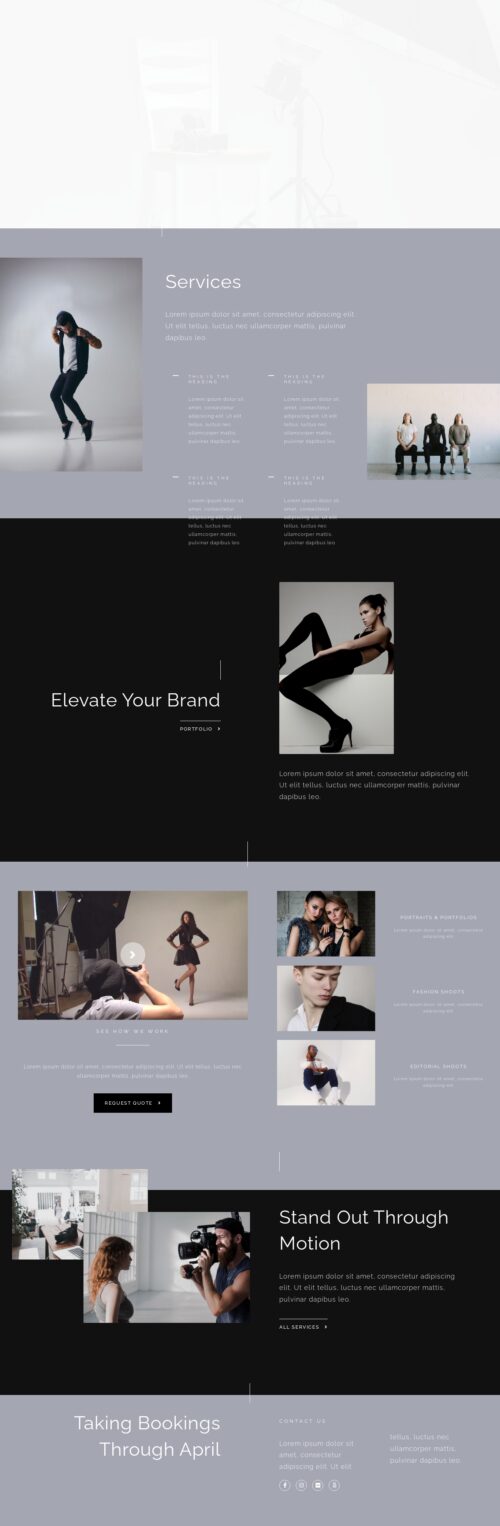 Services
Lorem ipsum dolor sit amet, consectetur adipiscing elit.
Ut elit tellus, luctus nec ullamcorper mattis, pulvinar
dapibus leo.
THIS IS THE
HEADING
Lorem ipsum dolor sit
amet, consectetur
adipiscing elit. Ut elit
tellus, luctus nec
ullamcorper mattis,
pulvinar dapibus leo.
THIS IS THE
HEADING
Lorem ipsum dolor sit
amet, consectetur
adipiscing elit. Ut elit
tellus, luctus nec
ullamcorper mattis,
pulvinar dapibus leo.
THIS IS THE
HEADING
Lorem ipsum dolor sit
amet, consectetur
adipiscing elit. Ut elit
tellus, luctus nec
ullamcorper mattis,
pulvinar dapibus leo.
THIS IS THE
HEADING
Lorem ipsum dolor sit
amet, consectetur
adipiscing elit. Ut elit
tellus, luctus nec
ullamcorper mattis,
pulvinar dapibus leo.
Elevate Your Brand
PORTFOLIO
Lorem ipsum dolor sit amet, consectetur adipiscing elit.
Ut elit tellus, luctus nec ullamcorper mattis, pulvinar
dapibus leo.
SEE HOW WE WORK
Lorem ipsum dolor sit amet, consectetur adipiscing elit. Ut elit tellus, luctus nec
ullamcorper mattis, pulvinar dapibus leo.
REQUEST QUOTE
PORTRAITS & PORTFOLIOS
Lorem ipsum dolor sit amet, consectetur
adipiscing elit.
FASHION SHOOTS
Lorem ipsum dolor sit amet, consectetur
adipiscing elit.
EDITORIAL SHOOTS
Lorem ipsum dolor sit amet, consectetur
adipiscing elit.
Stand Out Through
Motion
Lorem ipsum dolor sit amet, consectetur adipiscing
elit. Ut elit tellus, luctus nec ullamcorper mattis,
pulvinar dapibus leo.
ALL SERVICES
Taking Bookings
Through April
CONTACT US
Lorem ipsum dolor sit
amet, consectetur
adipiscing elit. Ut elit
tellus, luctus nec
ullamcorper mattis,
pulvinar dapibus leo.